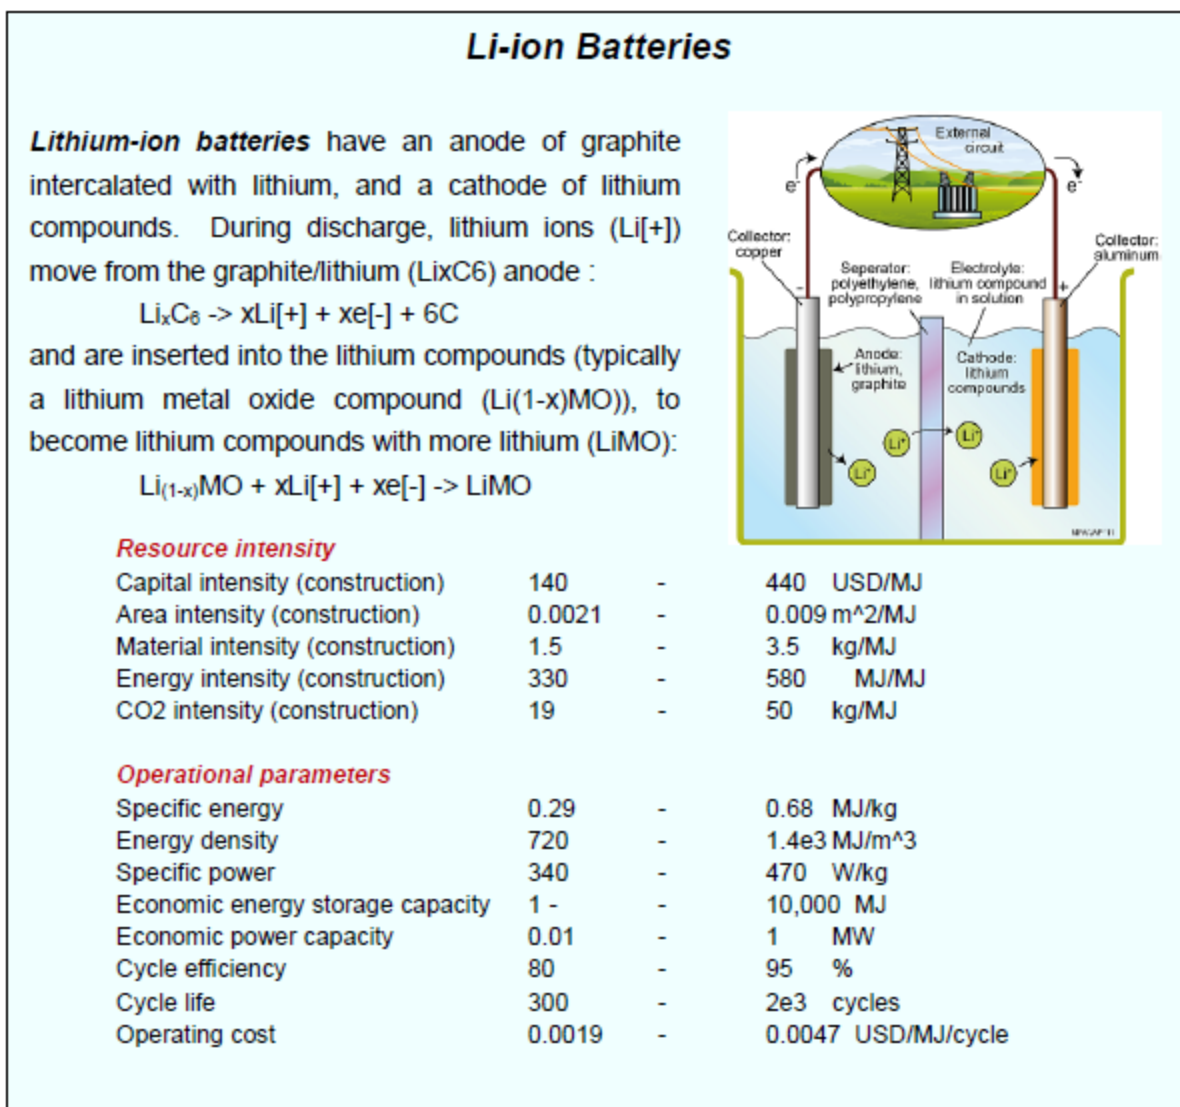 Li-ion Batteries
Lithium-ion batteries have an anode of graphite
intercalated with lithium, and a cathode of lithium
compounds. During discharge, lithium ions (Li[+])
move from the graphite/lithium (LixC6) anode :
LiₓC₆ -> xLi[+] + xe[-] + 6C
and are inserted into the lithium compounds (typically
a lithium metal oxide compound (Li(1-x)MO)), to
become lithium compounds with more lithium (LiMO):
Li₍₁₋ₓ₎MO + xLi[+] + xe[-] -> LiMO
External
circuit
e-
e-
Collector:
copper
Collector:
aluminum
Seperator:
polyethylene,
polypropylene
Electrolyte:
lithium compound
in solution
-
+
Anode:
lithium,
graphite
Cathode:
lithium
compounds
Li+
Li+
Li+
Li+
Resource intensity
Capital intensity (construction) 140 - 440 USD/MJ
Area intensity (construction) 0.0021 - 0.009 m^2/MJ
Material intensity (construction) 1.5 - 3.5 kg/MJ
Energy intensity (construction) 330 - 580 MJ/MJ
CO2 intensity (construction) 19 - 50 kg/MJ
Operational parameters
Specific energy 0.29 - 0.68 MJ/kg
Energy density 720 - 1.4e3 MJ/m^3
Specific power 340 - 470 W/kg
Economic energy storage capacity 1 - - 10,000 MJ
Economic power capacity 0.01 - 1 MW
Cycle efficiency 80 - 95 %
Cycle life 300 - 2e3 cycles
Operating cost 0.0019 - 0.0047 USD/MJ/cycle